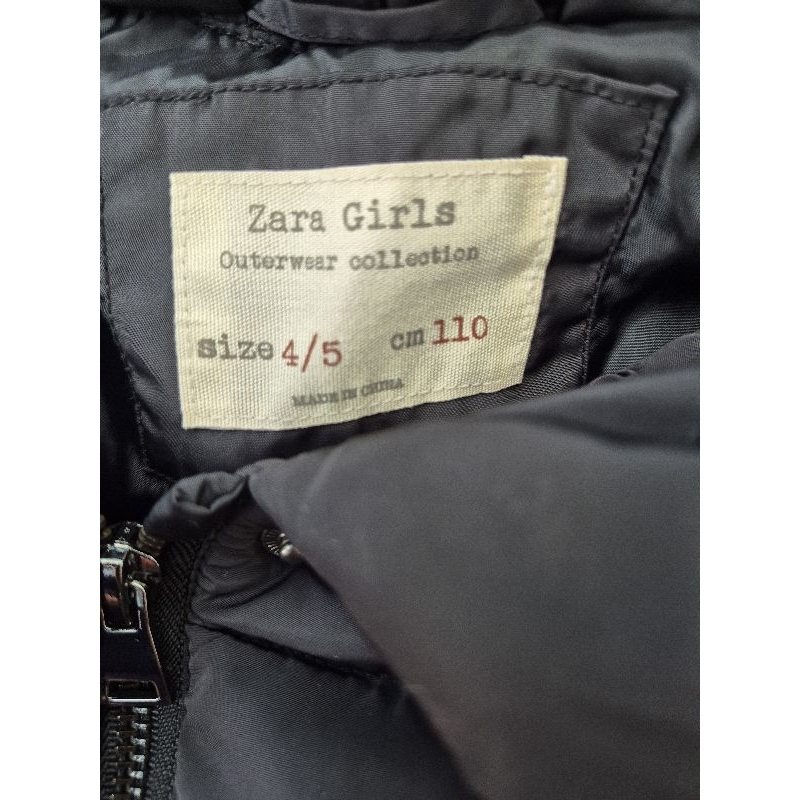 Zara Girls
Outerwear collection
size 4/5 cm 110
MADE IN CHINA